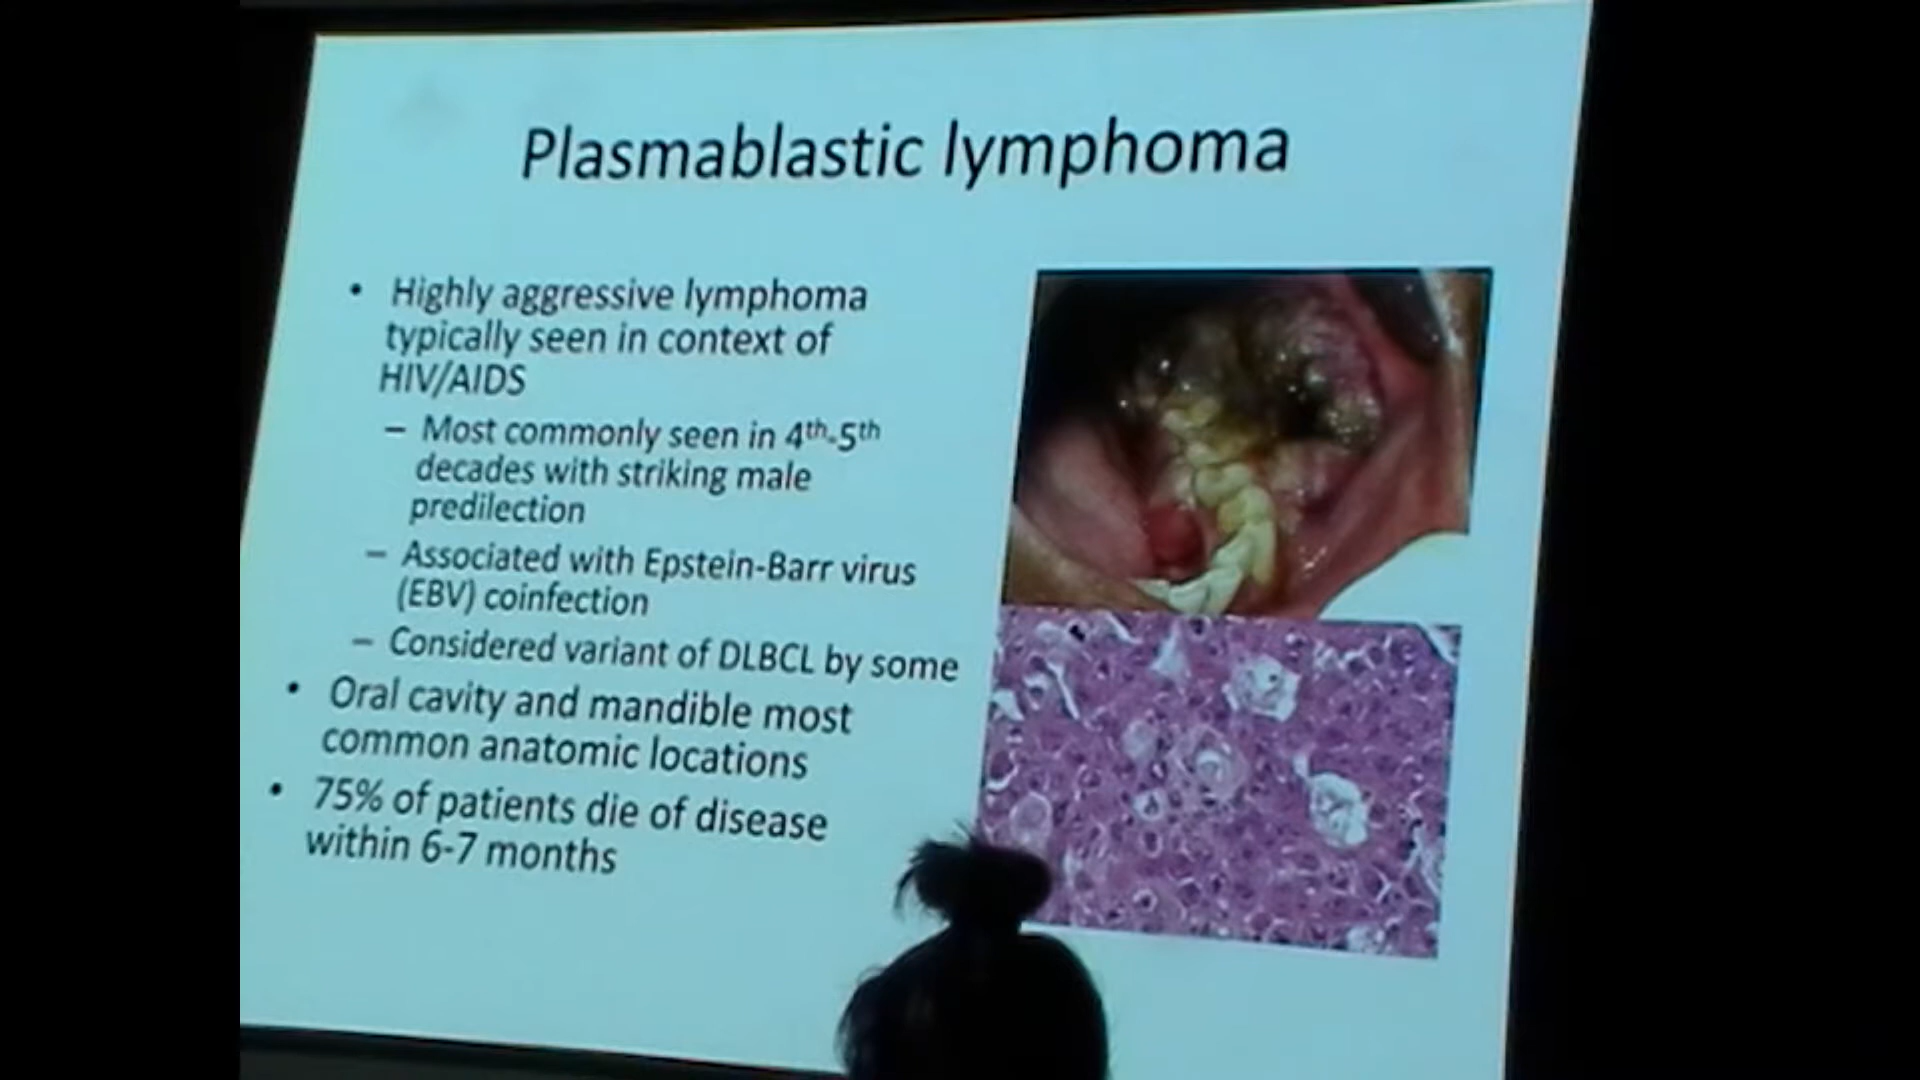 Plasmablastic lymphoma
• Highly aggressive lymphoma
typically seen in context of
HIV/AIDS
– Most commonly seen in 4th-5th
decades with striking male
predilection
– Associated with Epstein-Barr virus
(EBV) coinfection
– Considered variant of DLBCL by some
• Oral cavity and mandible most
common anatomic locations
• 75% of patients die of disease
within 6-7 months